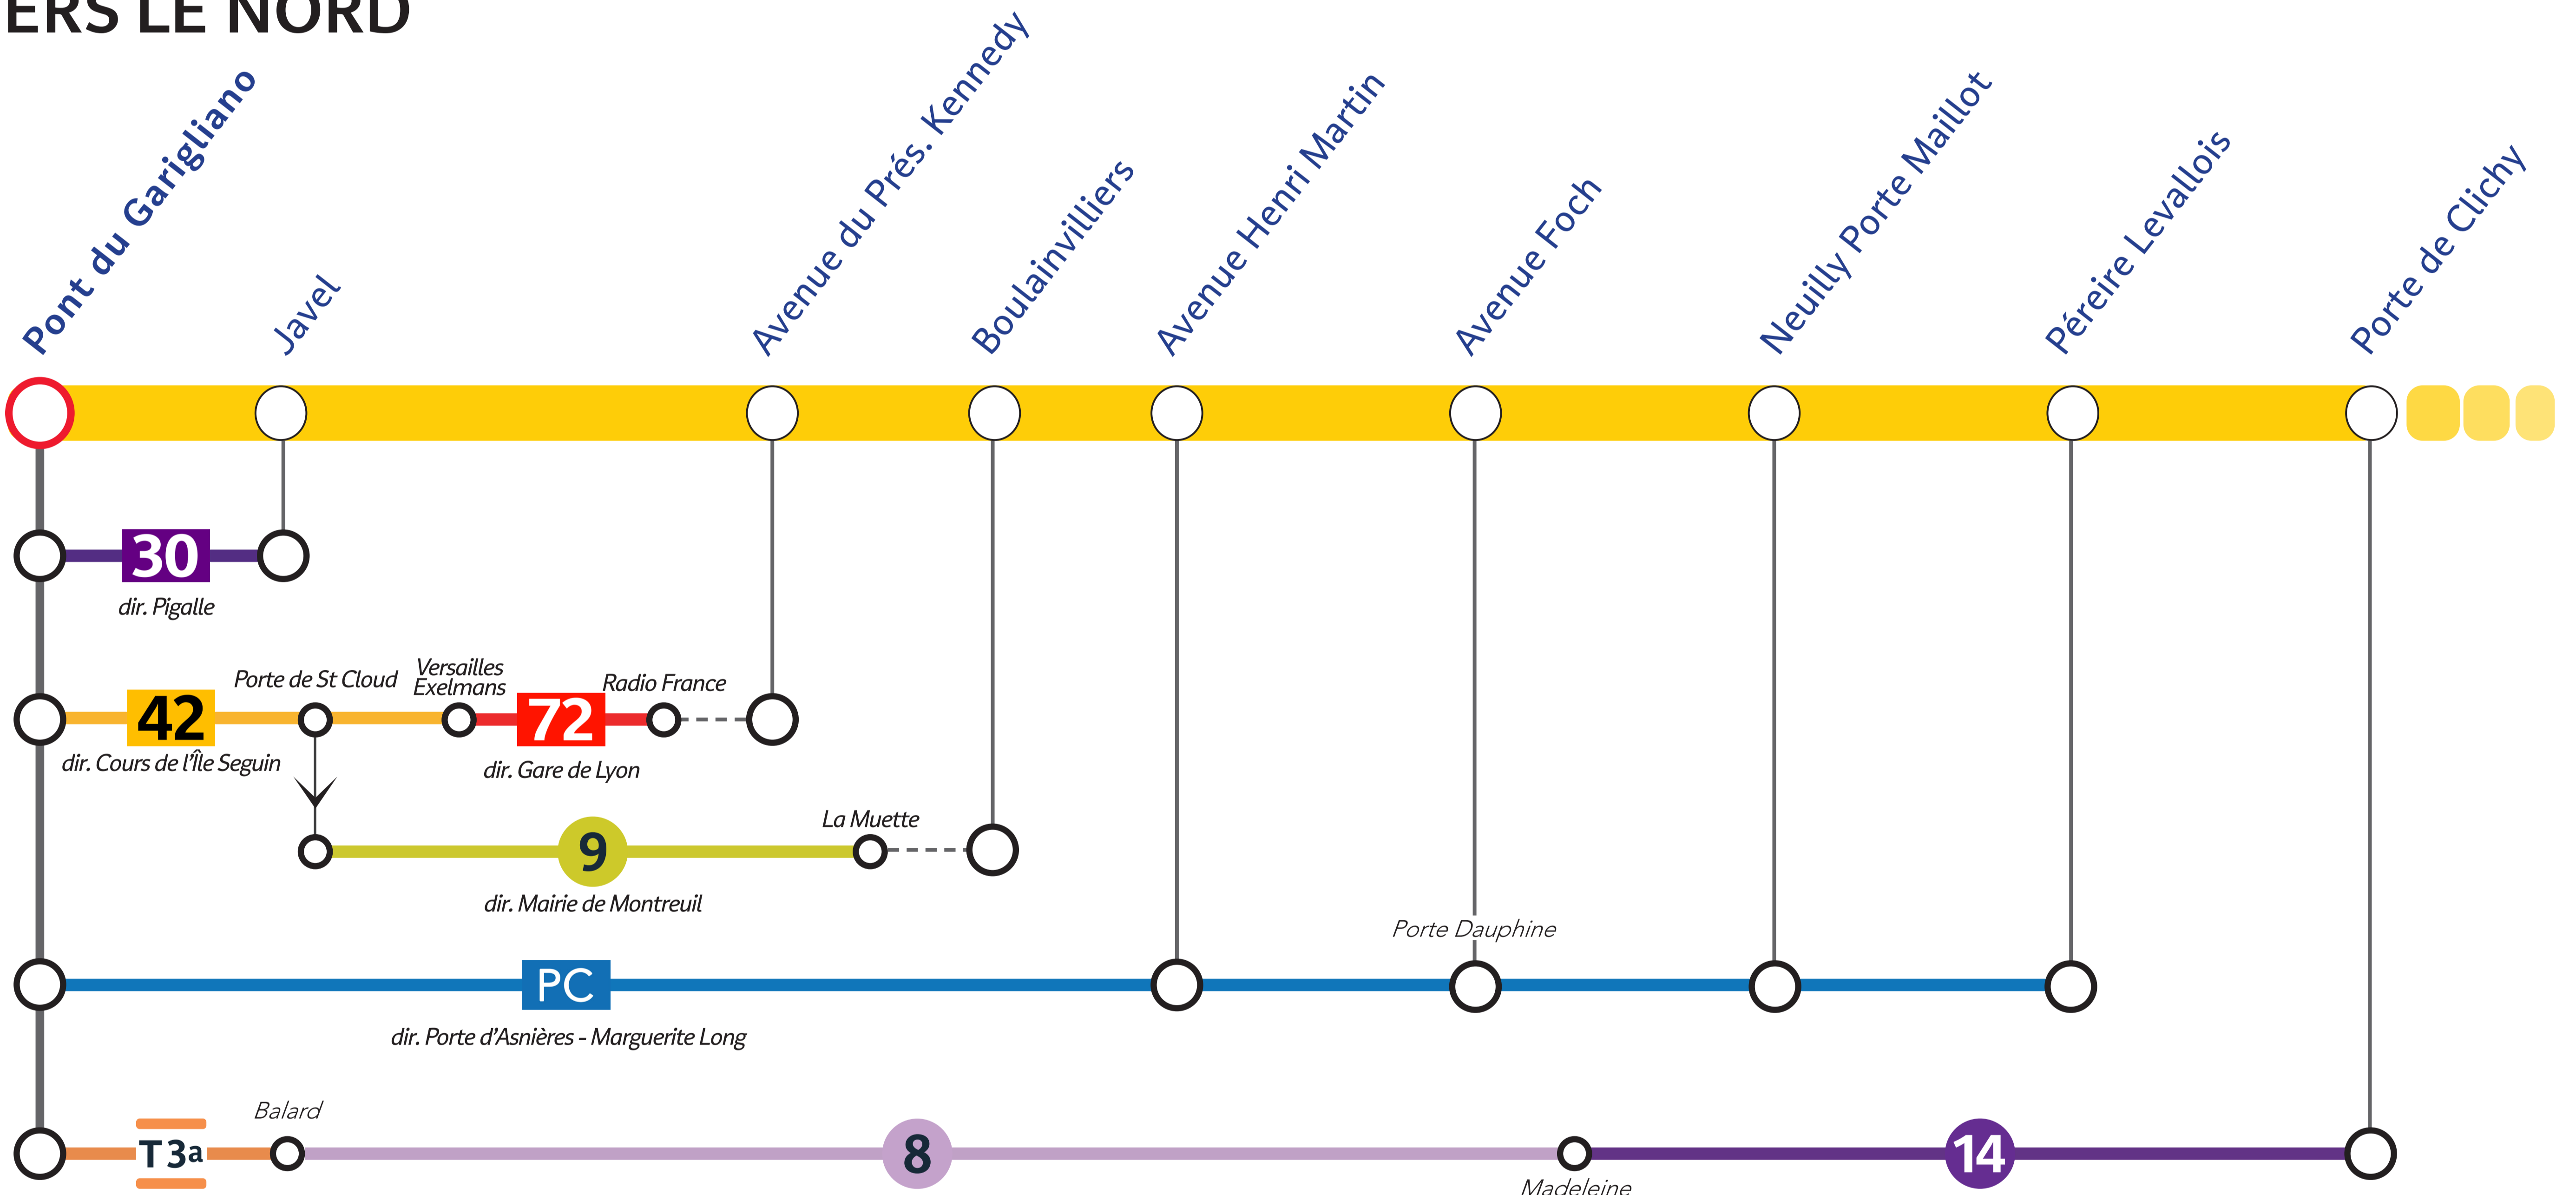 ERS LE NORD
Pont du Garigliano
Javel
Avenue du Prés. Kennedy
Boulainvilliers
Avenue Henri Martin
Avenue Foch
Neuilly Porte Maillot
Péreire Levallois
Porte de Clichy
30
dir. Pigalle
42
dir. Cours de l'Île Seguin
Porte de St Cloud
Versailles
Exelmans
72
dir. Gare de Lyon
Radio France
9
dir. Mairie de Montreuil
La Muette
PC
dir. Porte d'Asnières - Marguerite Long
Porte Dauphine
T 3a
Balard
8
Madeleine
14